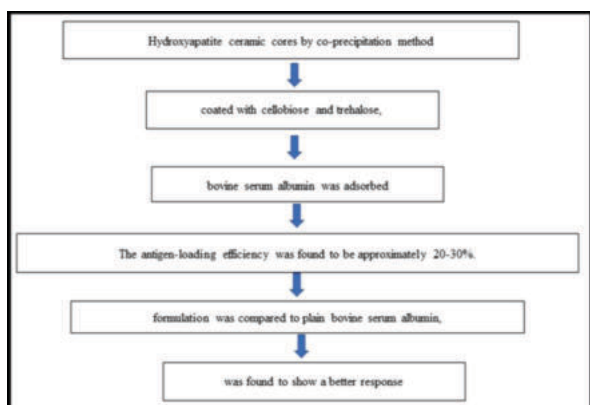 Hydroxyapatite ceramic cores by co-precipitation method
coated with cellobiose and trehalose,
bovine serum albumin was adsorbed
The antigen-loading efficiency was found to be approximately 20-30%.
formulation was compared to plain bovine serum albumin,
was found to show a better response